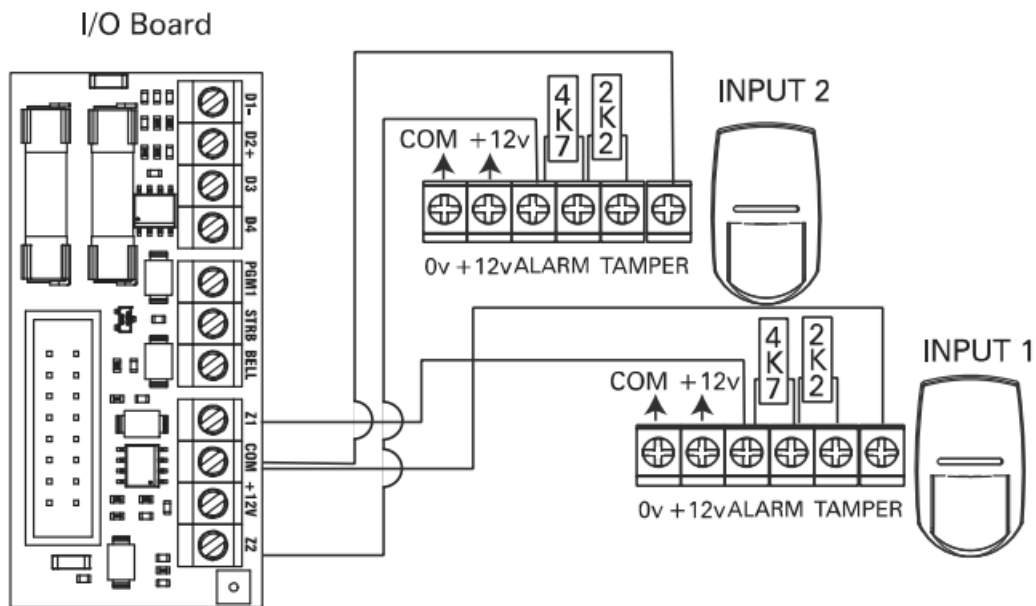 I/O Board
D1-
D2+
D3
D4
PGM1
STRB
BELL
Z1
COM
+12V
Z2
INPUT 2
4K7
2K2
COM +12v
0v +12v ALARM TAMPER
INPUT 1
4K7
2K2
COM +12v
0v +12v ALARM TAMPER